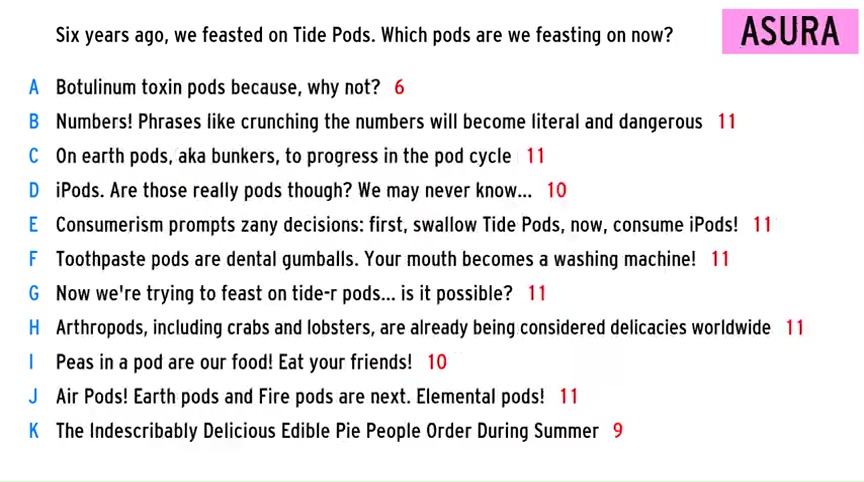 Six years ago, we feasted on Tide Pods. Which pods are we feasting on now?
ASURA
A Botulinum toxin pods because, why not? 6
B Numbers! Phrases like crunching the numbers will become literal and dangerous 11
C On earth pods, aka bunkers, to progress in the pod cycle 11
D iPods. Are those really pods though? We may never know... 10
E Consumerism prompts zany decisions: first, swallow Tide Pods, now, consume iPods! 11
F Toothpaste pods are dental gumballs. Your mouth becomes a washing machine! 11
G Now we're trying to feast on tide-r pods... is it possible? 11
H Arthropods, including crabs and lobsters, are already being considered delicacies worldwide 11
I Peas in a pod are our food! Eat your friends! 10
J Air Pods! Earth pods and Fire pods are next. Elemental pods! 11
K The Indescribably Delicious Edible Pie People Order During Summer 9